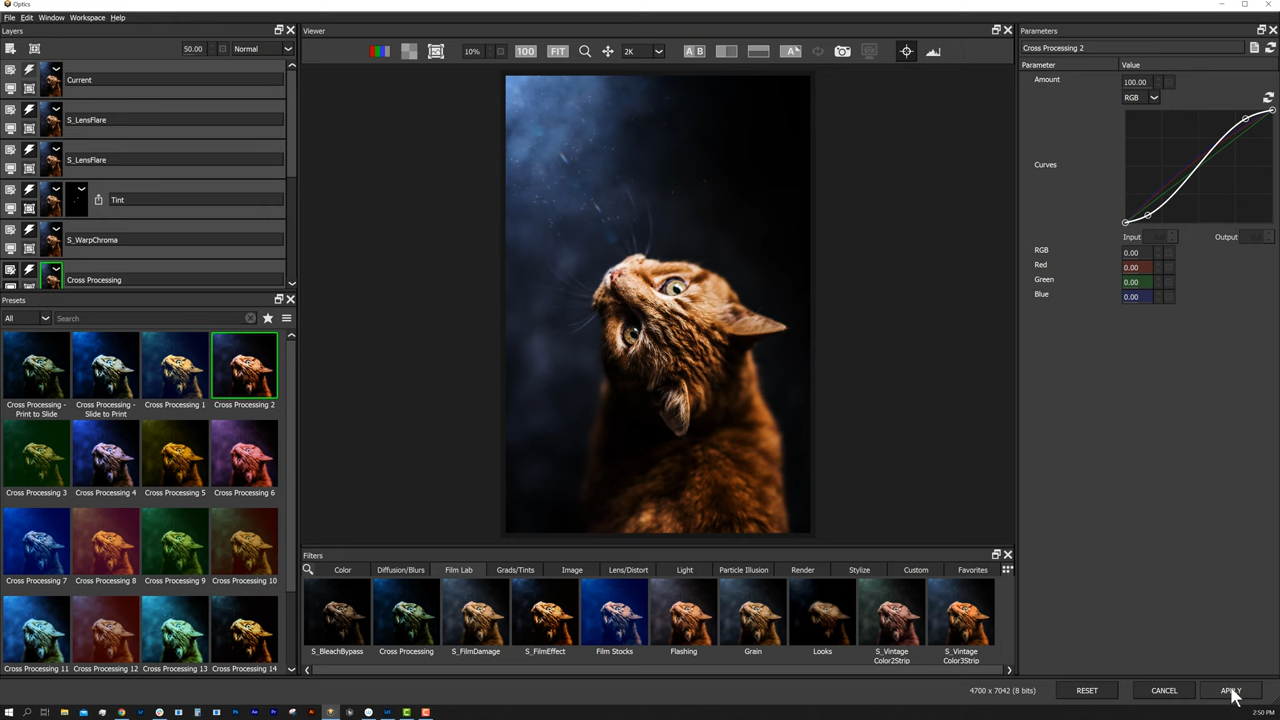 Optics
File Edit Window Workspace Help
Layers
Viewer
Parameters
50.00 Normal
10% 100 FIT 2K A B A
Cross Processing 2
Parameter Value
Current
Amount 100.00
RGB
S_LensFlare
S_LensFlare
Curves
Tint
S_WarpChroma
Input Output
RGB 0.00
Red 0.00
Green 0.00
Blue 0.00
Cross Processing
Presets
All Search
Cross Processing - Print to Slide
Cross Processing - Slide to Print
Cross Processing 1
Cross Processing 2
Cross Processing 3
Cross Processing 4
Cross Processing 5
Cross Processing 6
Cross Processing 7
Cross Processing 8
Cross Processing 9
Cross Processing 10
Cross Processing 11
Cross Processing 12
Cross Processing 13
Cross Processing 14
Filters
Color Diffusion/Blurs Film Lab Grads/Tints Image Lens/Distort Light Particle Illusion Render Stylize Custom Favorites
S_BleachBypass
Cross Processing
S_FilmDamage
S_FilmEffect
Film Stocks
Flashing
Grain
Looks
S_Vintage Color2Strip
S_Vintage Color3Strip
4700 x 7042 (8 bits) RESET CANCEL APPLY
2:50 PM